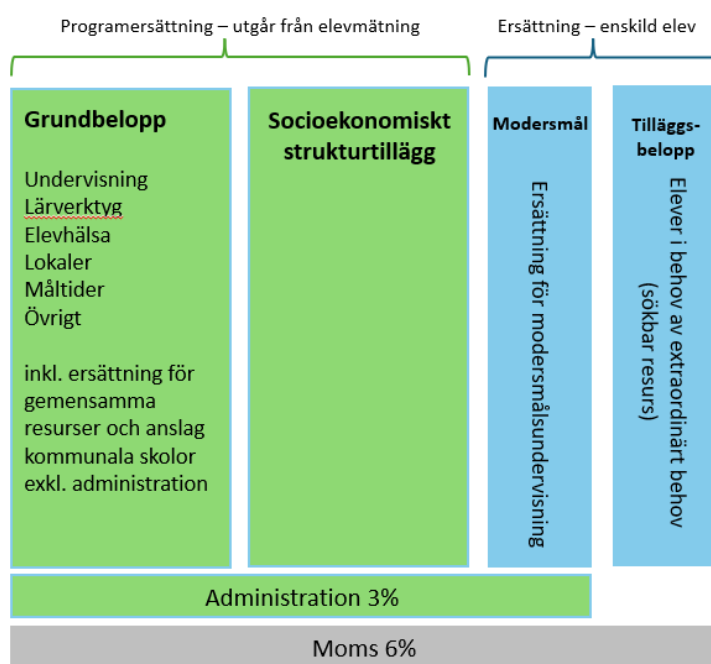 Programersättning – utgår från elevmätning
Ersättning – enskild elev
Grundbelopp
Undervisning
Lärverktyg
Elevhälsa
Lokaler
Måltider
Övrigt
inkl. ersättning för
gemensamma
resurser och anslag
kommunala skolor
exkl. administration
Socioekonomiskt
strukturtillägg
Modersmål
Ersättning för modersmålsundervisning
Tilläggs-
belopp
Elever i behov av extraordinärt behov
(sökbar resurs)
Administration 3%
Moms 6%